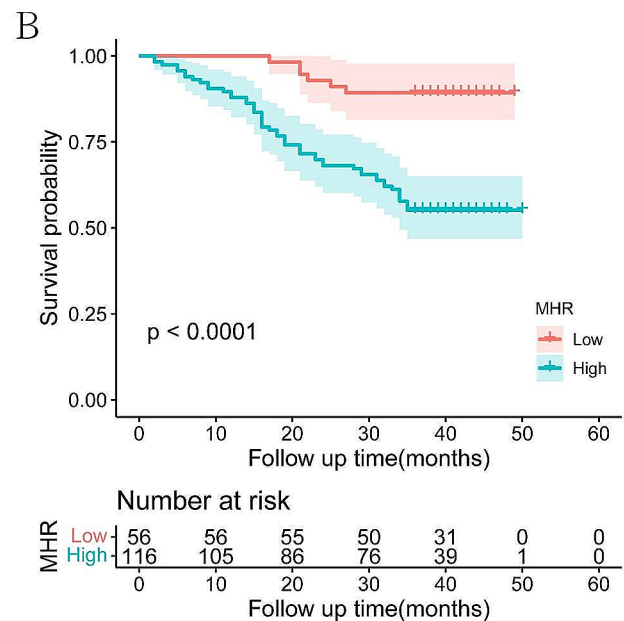 B
1.00
0.75
0.50
0.25
0.00
Survival probability
p < 0.0001
MHR
Low
High
0 10 20 30 40 50 60
Follow up time(months)
Number at risk
MHR
Low 56 56 55 50 31 0 0
High 116 105 86 76 39 1 0
0 10 20 30 40 50 60
Follow up time(months)